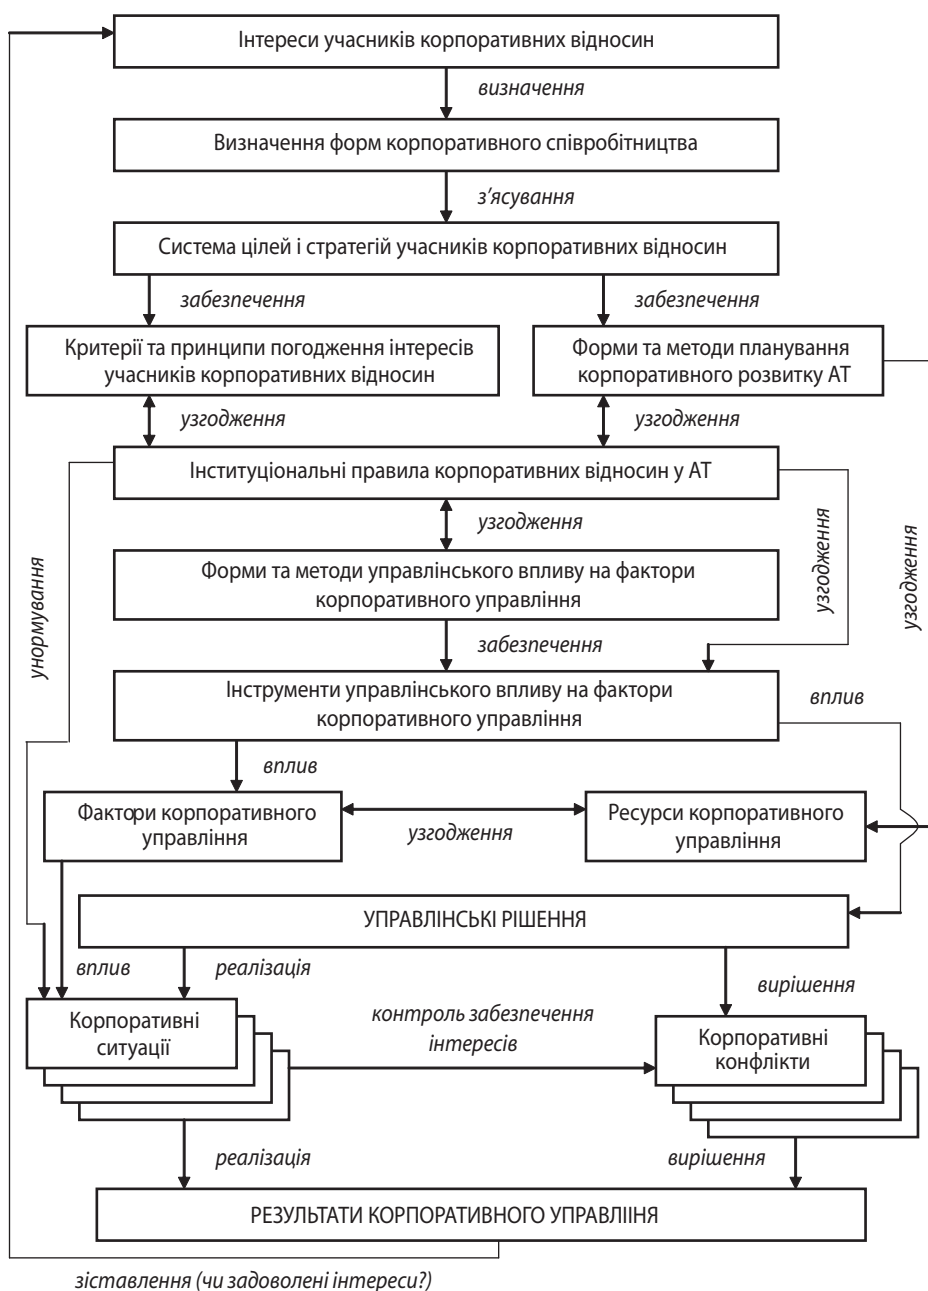 Інтереси учасників корпоративних відносин
визначення
Визначення форм корпоративного співробітництва
з'ясування
Система цілей і стратегій учасників корпоративних відносин
забезпечення
забезпечення
Критерії та принципи погодження інтересів
учасників корпоративних відносин
Форми та методи планування
корпоративного розвитку АТ
узгодження
узгодження
Інституціональні правила корпоративних відносин у АТ
узгодження
унормування
узгодження
узгодження
Форми та методи управлінського впливу на фактори
корпоративного управління
забезпечення
Інструменти управлінського впливу на фактори
корпоративного управління
вплив
вплив
Фактори корпоративного
управління
узгодження
Ресурси корпоративного
управління
УПРАВЛІНСЬКІ РІШЕННЯ
вплив
реалізація
вирішення
Корпоративні
ситуації
контроль забезпечення
інтересів
Корпоративні
конфлікти
реалізація
вирішення
РЕЗУЛЬТАТИ КОРПОРАТИВНОГО УПРАВЛІІНЯ
зіставлення (чи задоволені інтереси?)